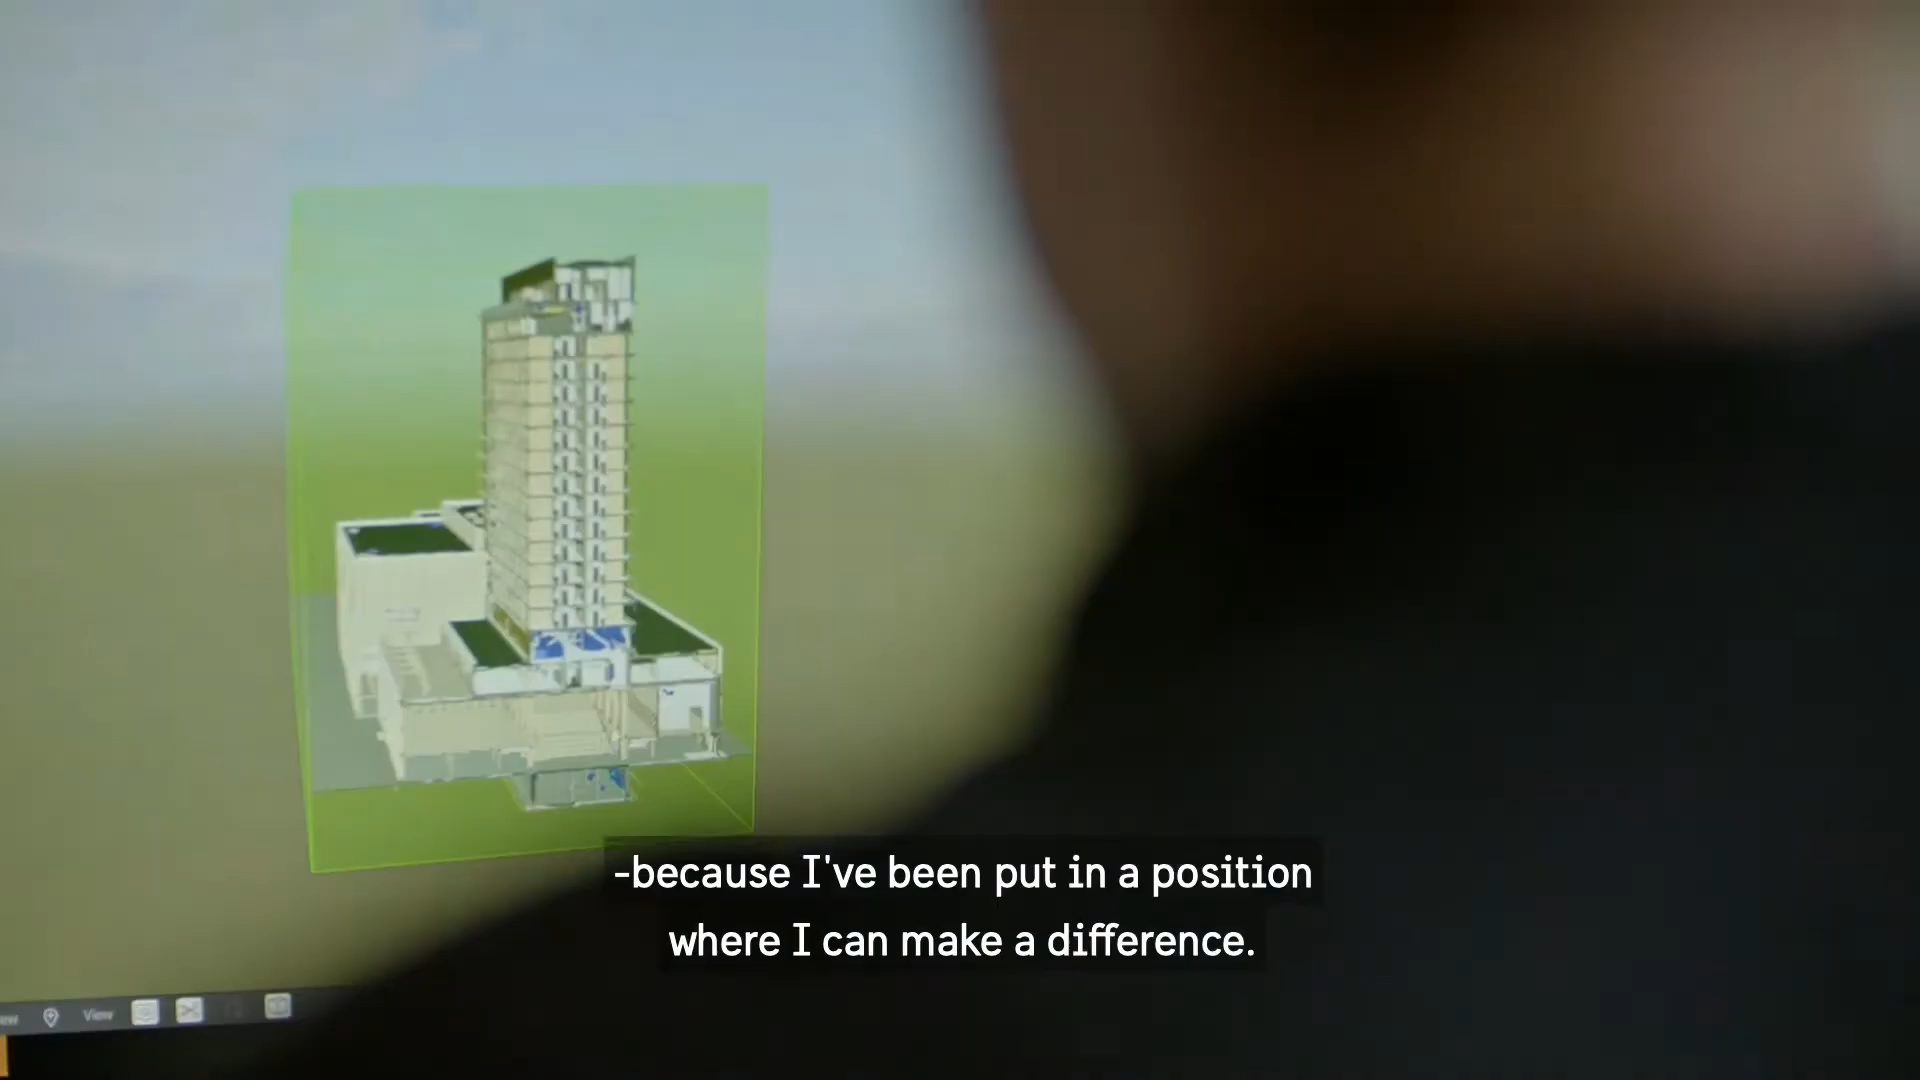 -because I've been put in a position
where I can make a difference.
View